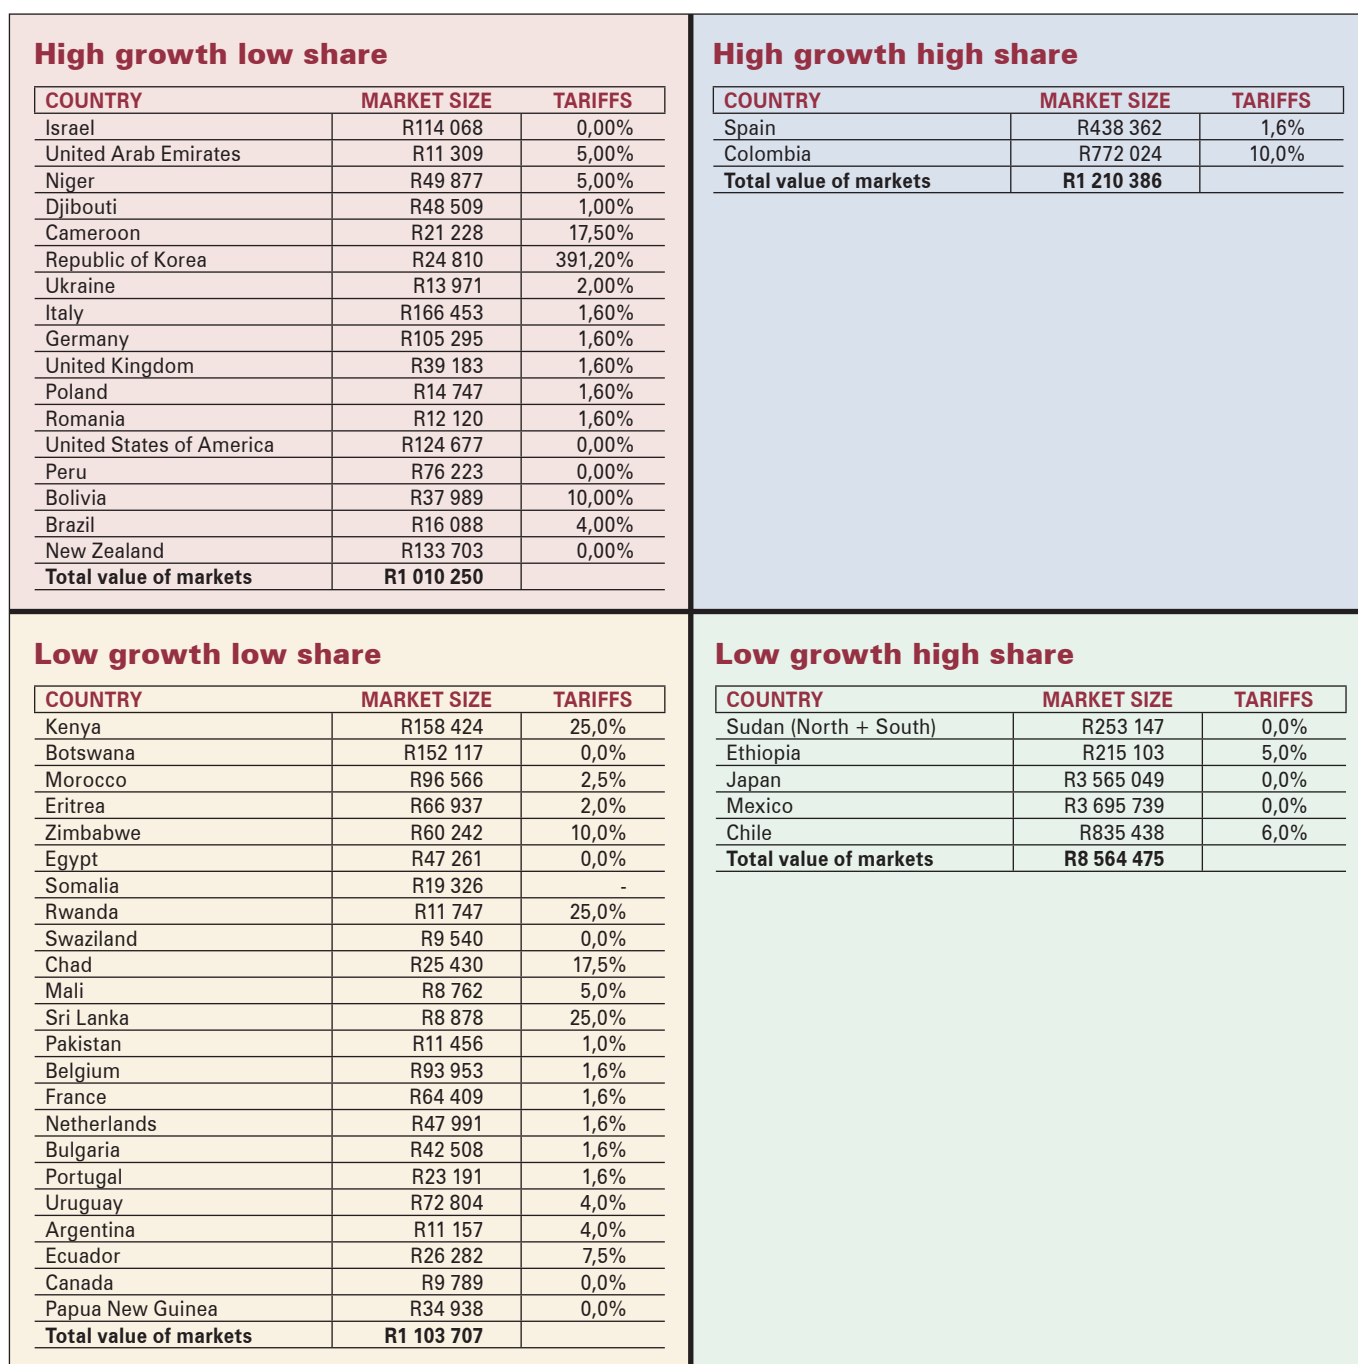 High growth low share
COUNTRY MARKET SIZE TARIFFS
Israel R114 068 0,00%
United Arab Emirates R11 309 5,00%
Niger R49 877 5,00%
Djibouti R48 509 1,00%
Cameroon R21 228 17,50%
Republic of Korea R24 810 391,20%
Ukraine R13 971 2,00%
Italy R166 453 1,60%
Germany R105 295 1,60%
United Kingdom R39 183 1,60%
Poland R14 747 1,60%
Romania R12 120 1,60%
United States of America R124 677 0,00%
Peru R76 223 0,00%
Bolivia R37 989 10,00%
Brazil R16 088 4,00%
New Zealand R133 703 0,00%
Total value of markets R1 010 250
High growth high share
COUNTRY MARKET SIZE TARIFFS
Spain R438 362 1,6%
Colombia R772 024 10,0%
Total value of markets R1 210 386
Low growth low share
COUNTRY MARKET SIZE TARIFFS
Kenya R158 424 25,0%
Botswana R152 117 0,0%
Morocco R96 566 2,5%
Eritrea R66 937 2,0%
Zimbabwe R60 242 10,0%
Egypt R47 261 0,0%
Somalia R19 326 -
Rwanda R11 747 25,0%
Swaziland R9 540 0,0%
Chad R25 430 17,5%
Mali R8 762 5,0%
Sri Lanka R8 878 25,0%
Pakistan R11 456 1,0%
Belgium R93 953 1,6%
France R64 409 1,6%
Netherlands R47 991 1,6%
Bulgaria R42 508 1,6%
Portugal R23 191 1,6%
Uruguay R72 804 4,0%
Argentina R11 157 4,0%
Ecuador R26 282 7,5%
Canada R9 789 0,0%
Papua New Guinea R34 938 0,0%
Total value of markets R1 103 707
Low growth high share
COUNTRY MARKET SIZE TARIFFS
Sudan (North + South) R253 147 0,0%
Ethiopia R215 103 5,0%
Japan R3 565 049 0,0%
Mexico R3 695 739 0,0%
Chile R835 438 6,0%
Total value of markets R8 564 475